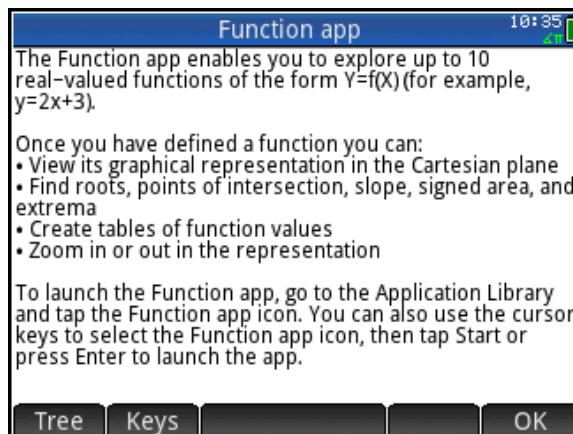 Function app
10:35
∠π
The Function app enables you to explore up to 10
real-valued functions of the form Y=f(X) (for example,
y=2x+3).
Once you have defined a function you can:
• View its graphical representation in the Cartesian plane
• Find roots, points of intersection, slope, signed area, and
extrema
• Create tables of function values
• Zoom in or out in the representation
To launch the Function app, go to the Application Library
and tap the Function app icon. You can also use the cursor
keys to select the Function app icon, then tap Start or
press Enter to launch the app.
Tree Keys OK